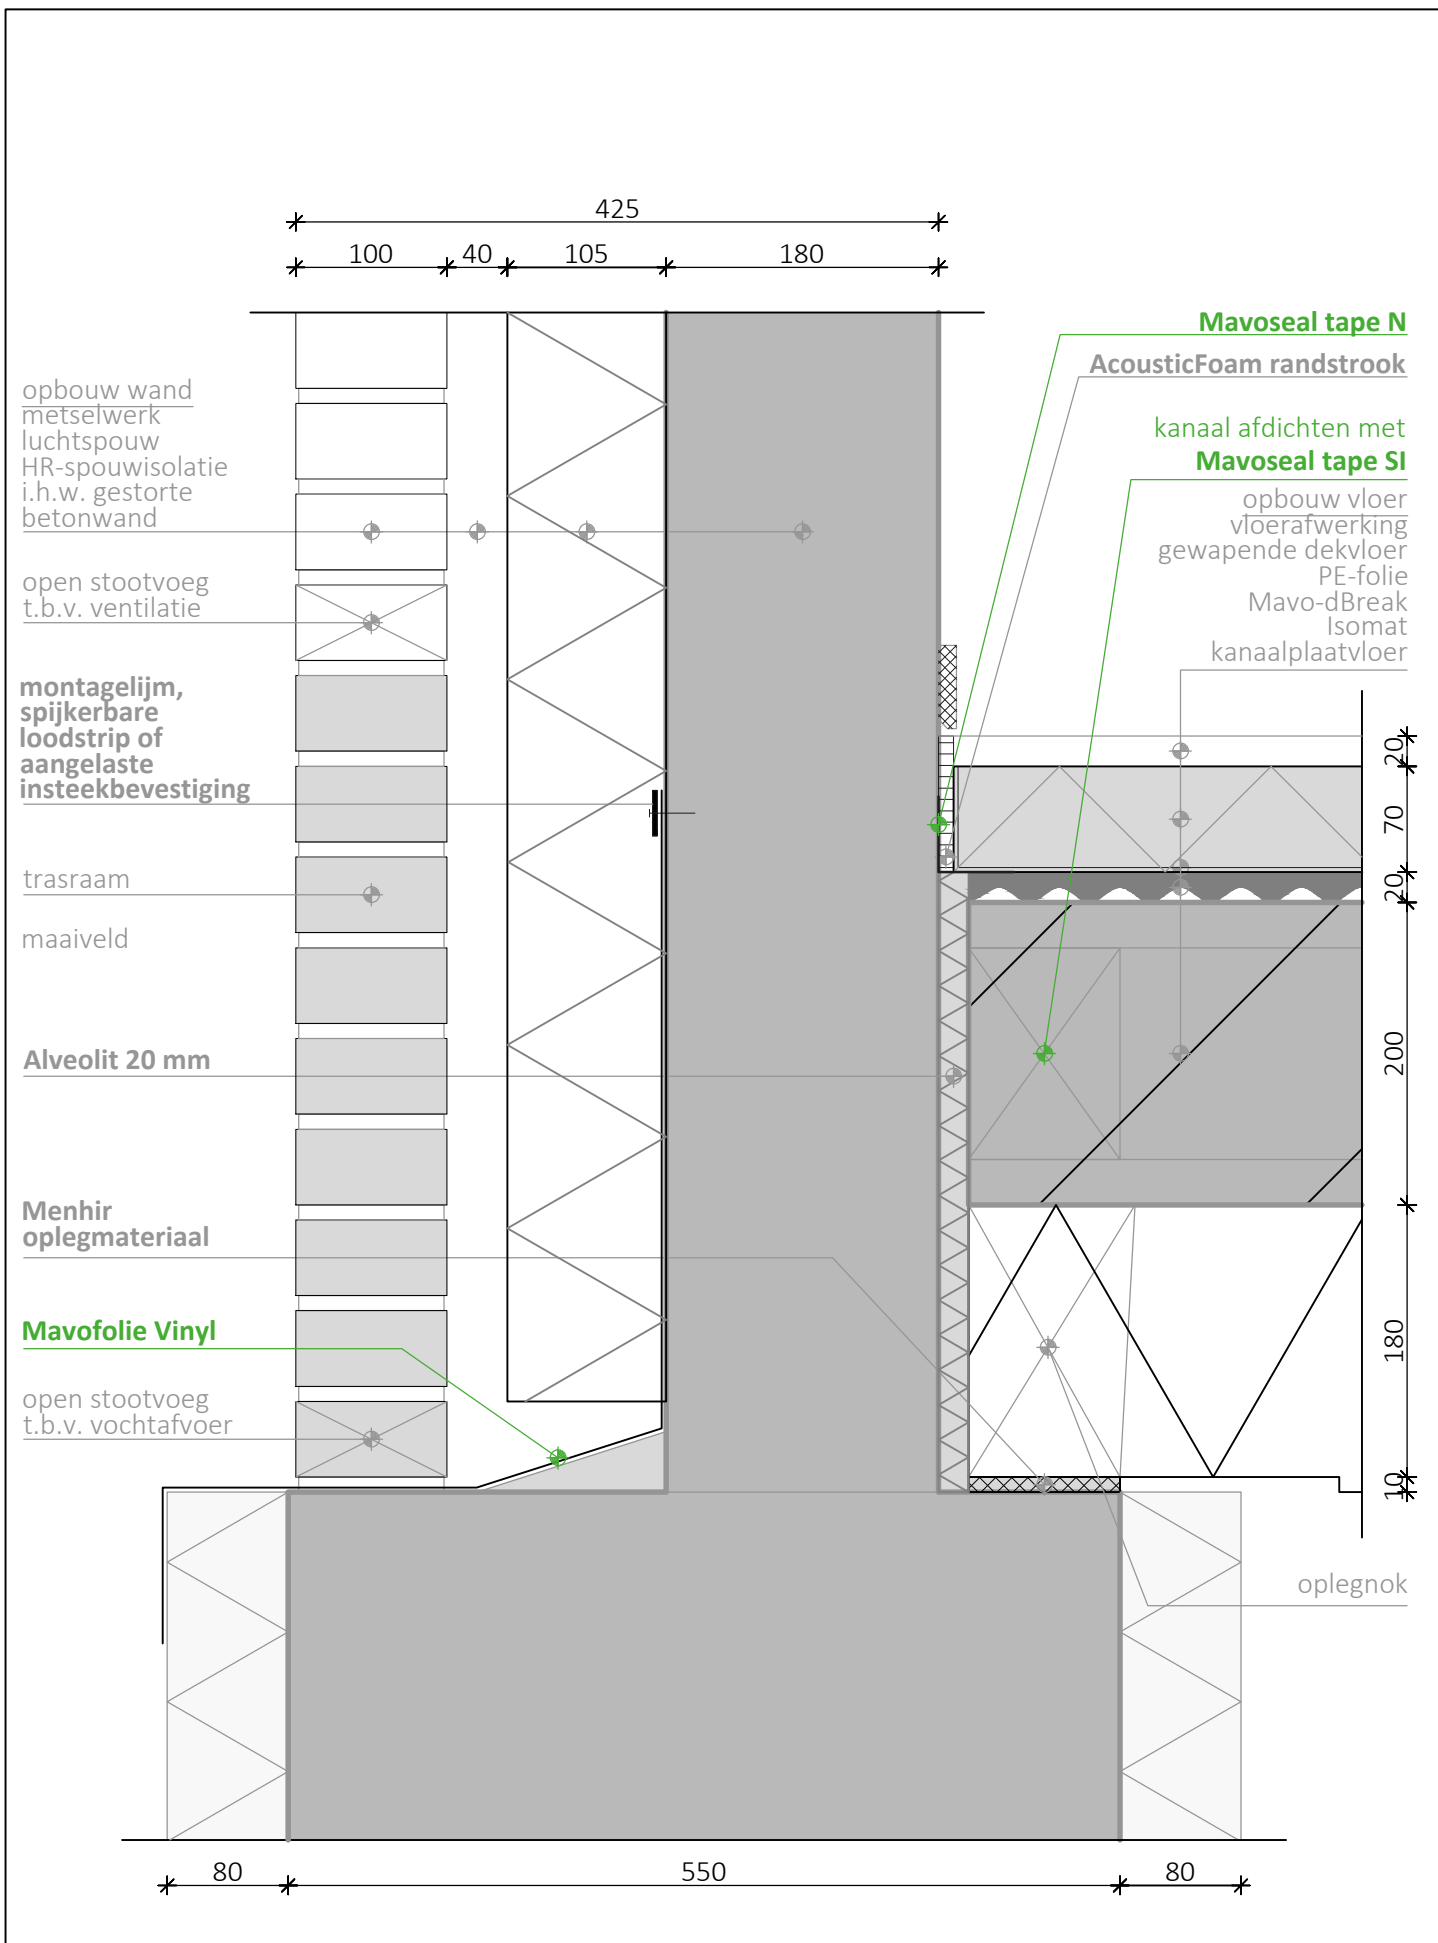 425
100
40
105
180
opbouw wand
metselwerk
luchtspouw
HR-spouwisolatie
i.h.w. gestorte
betonwand
open stootvoeg
t.b.v. ventilatie
montagelijm,
spijkerbare
loodstrip of
aangelaste
insteekbevestiging
trasraam
maaiveld
Alveolit 20 mm
Menhir
oplegmateriaal
Mavofolie Vinyl
open stootvoeg
t.b.v. vochtafvoer
Mavoseal tape N
AcousticFoam randstrook
kanaal afdichten met
Mavoseal tape SI
opbouw vloer
vloerafwerking
gewapende dekvloer
PE-folie
Mavo-dBreak
Isomat
kanaalplaatvloer
20
70
20
200
180
10
oplegnok
80
550
80